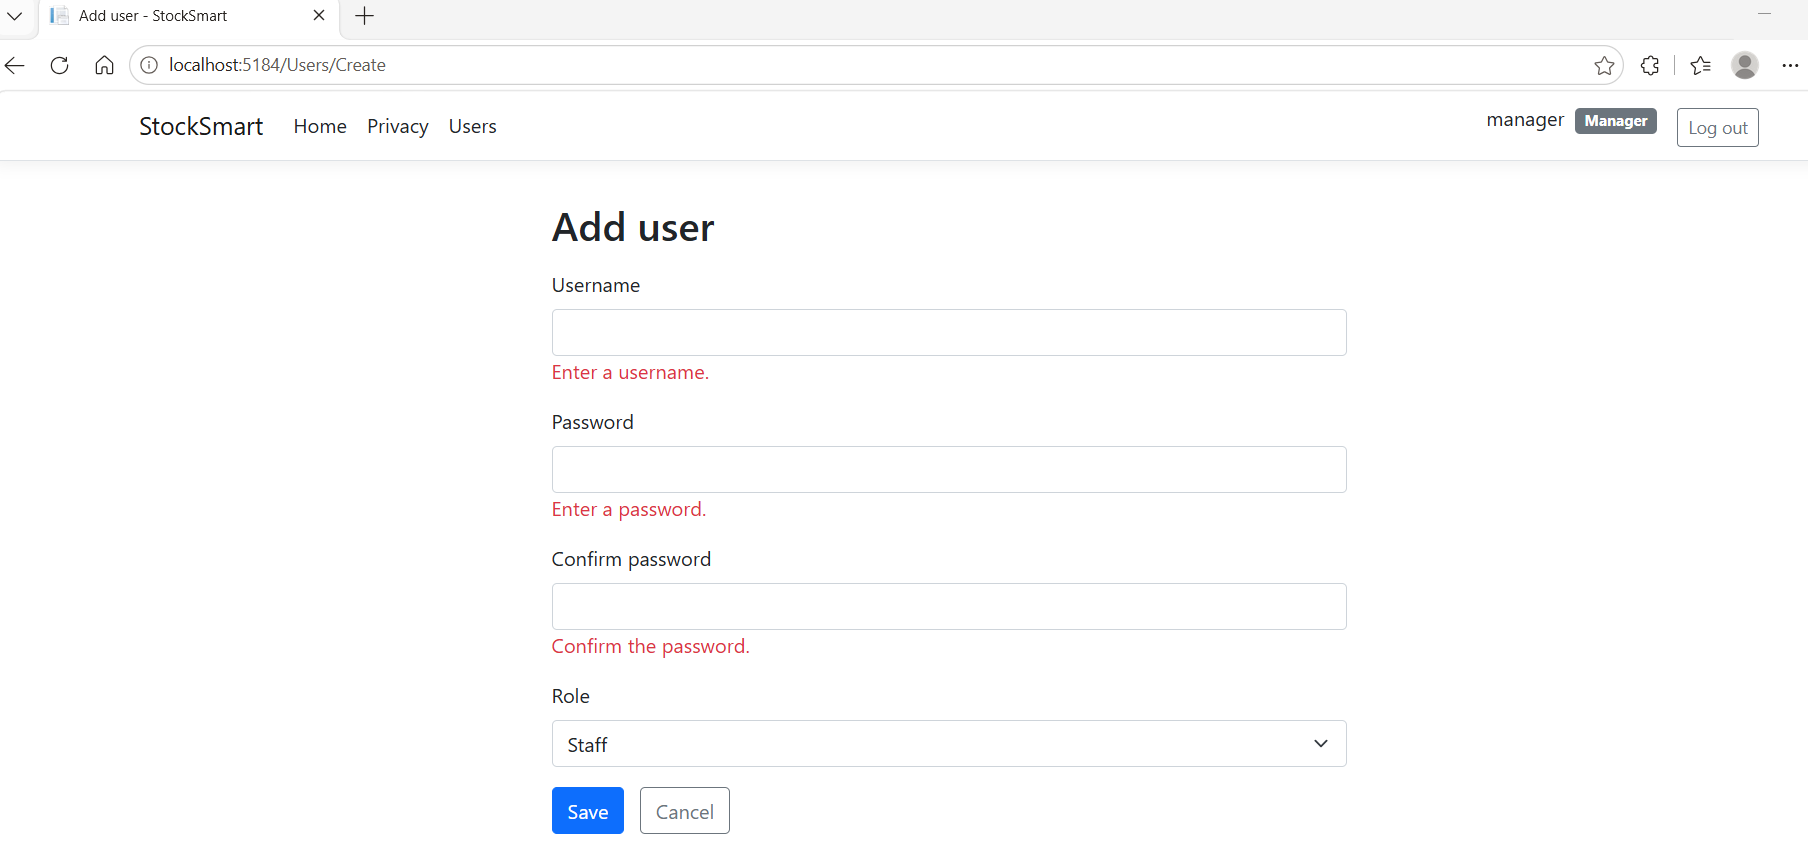 Add user - StockSmart
localhost:5184/Users/Create
StockSmart Home Privacy Users manager Manager Log out
Add user
Username
Enter a username.
Password
Enter a password.
Confirm password
Confirm the password.
Role
Staff
Save Cancel